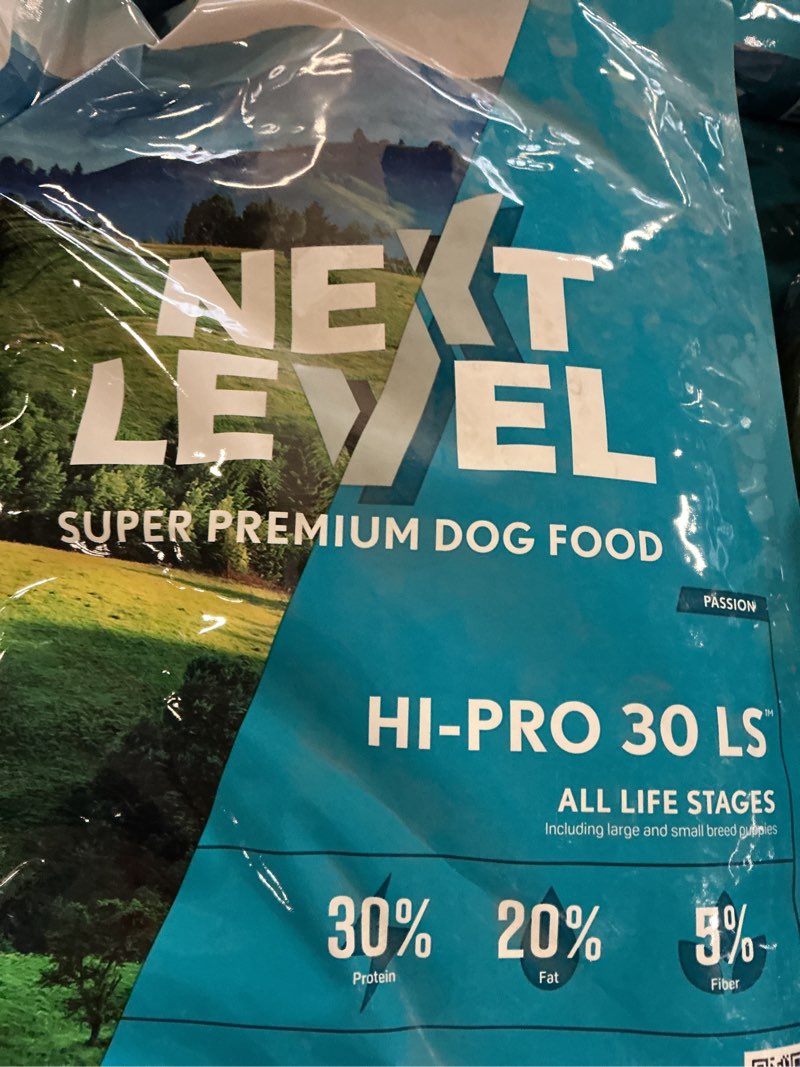 NEXT
LEVEL
SUPER PREMIUM DOG FOOD
PASSION
HI-PRO 30 LS™
ALL LIFE STAGES
Including large and small breed puppies
30% 20% 5%
Protein Fat Fiber